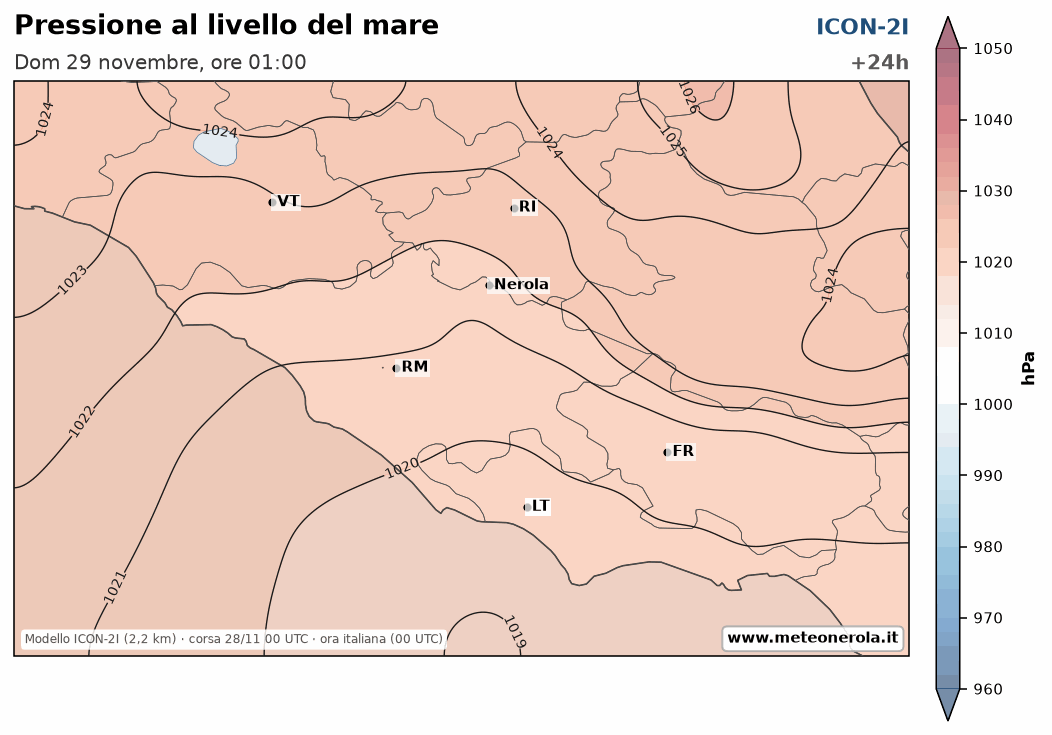 Pressione al livello del mare
ICON-2I
Dom 29 novembre, ore 01:00
+24h
1024
1024
1024
1026
1025
VT
RI
1023
1024
Nerola
RM
1022
FR
1020
LT
1021
1019
Modello ICON-2I (2,2 km) · corsa 28/11 00 UTC · ora italiana (00 UTC)
www.meteonerola.it
1050
1040
1030
1020
1010
1000
990
980
970
960
hPa